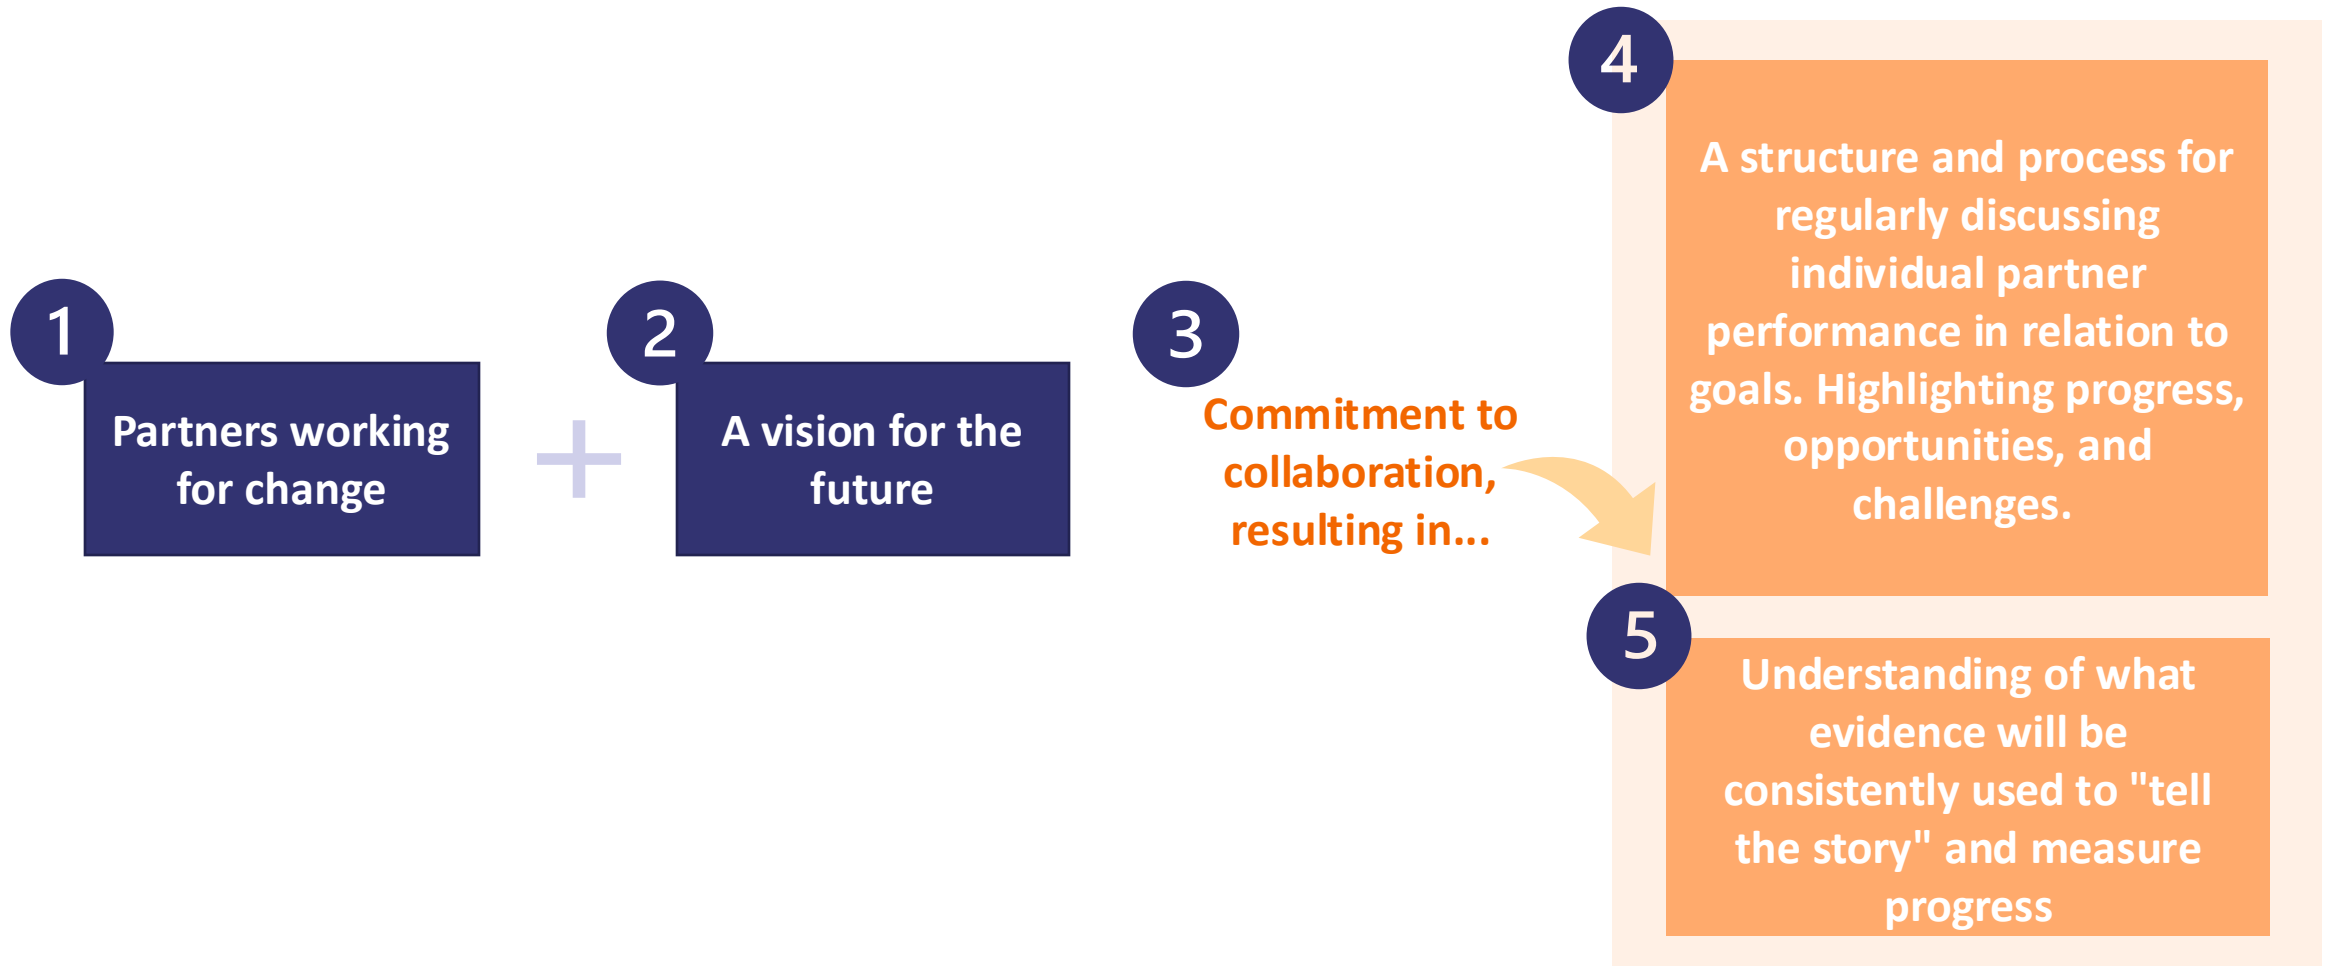 1
Partners working
for change
2
A vision for the
future
3
Commitment to
collaboration,
resulting in...
4
A structure and process for
regularly discussing
individual partner
performance in relation to
goals. Highlighting progress,
opportunities, and
challenges.
5
Understanding of what
evidence will be
consistently used to "tell
the story" and measure
progress